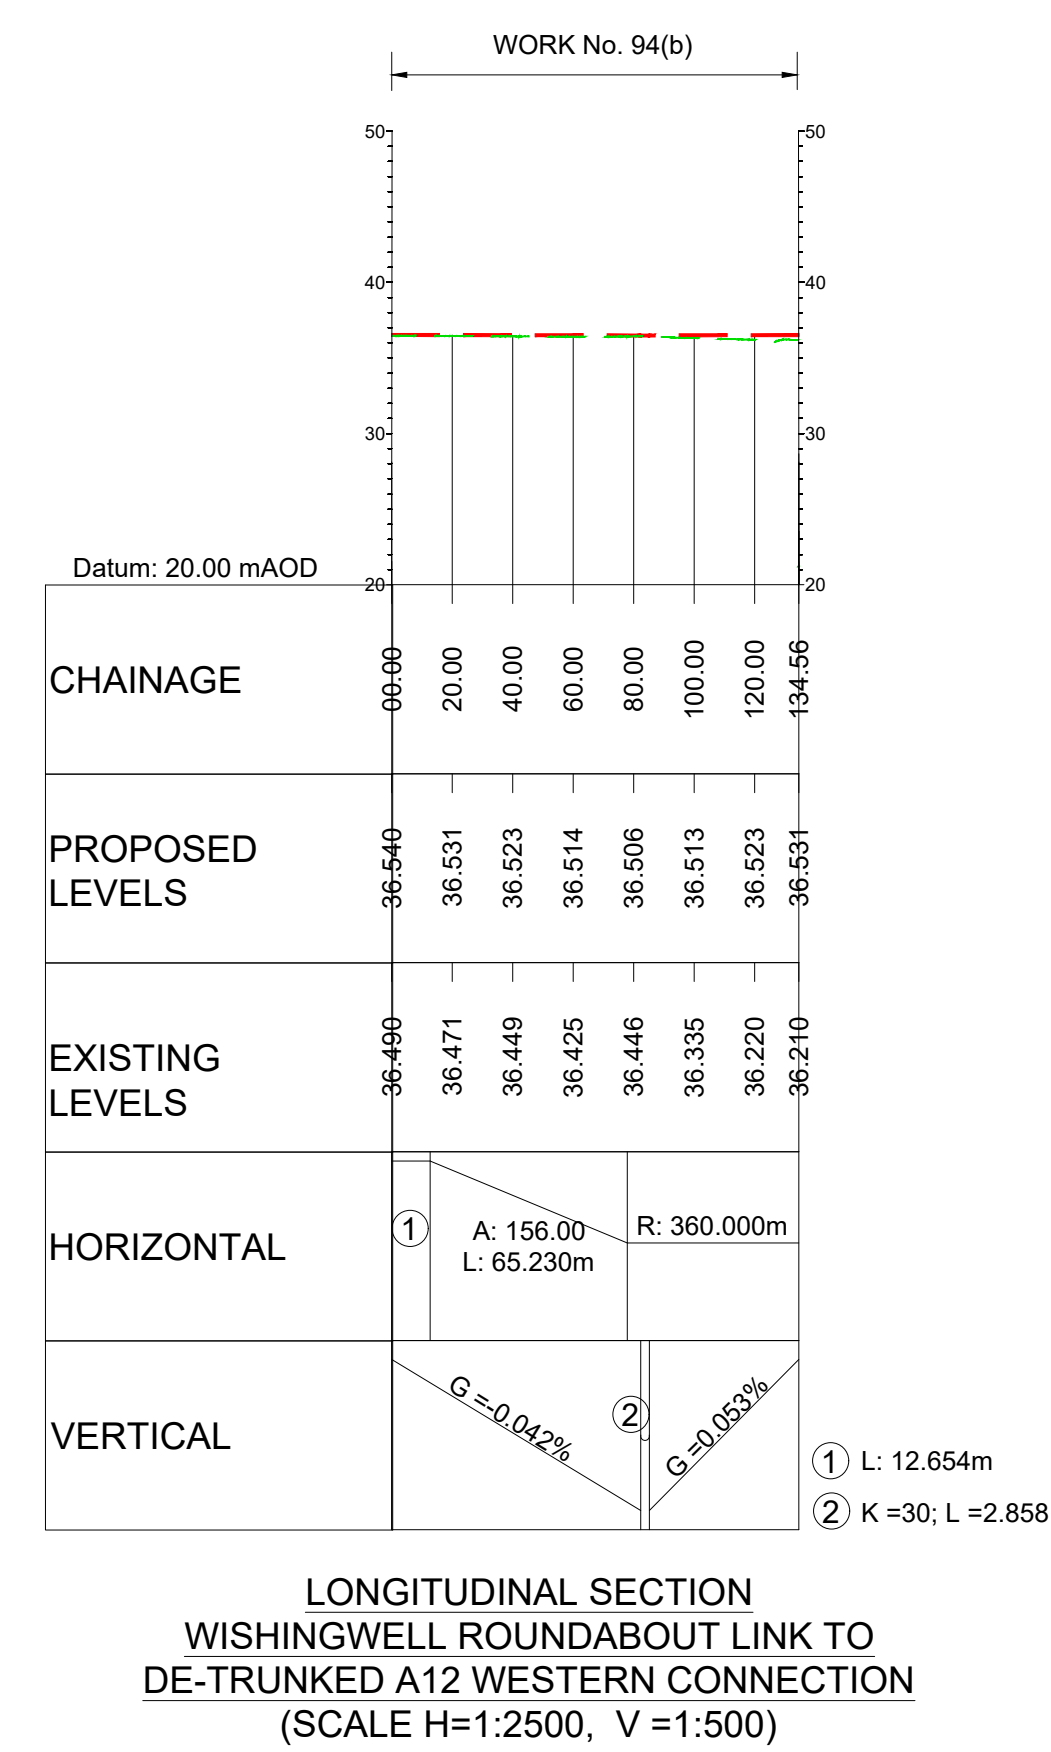 WORK No. 94(b)
50 50
40 40
30 30
Datum: 20.00 mAOD
20 20
CHAINAGE
00.00 20.00 40.00 60.00 80.00 100.00 120.00 134.56
PROPOSED
LEVELS
36.540 36.531 36.523 36.514 36.506 36.513 36.523 36.531
EXISTING
LEVELS
36.490 36.471 36.449 36.425 36.446 36.335 36.220 36.210
HORIZONTAL
1
A: 156.00
L: 65.230m
R: 360.000m
VERTICAL
G =-0.042%
2
G =0.053%
1 L: 12.654m
2 K =30; L =2.858
LONGITUDINAL SECTION
WISHINGWELL ROUNDABOUT LINK TO
DE-TRUNKED A12 WESTERN CONNECTION
(SCALE H=1:2500, V =1:500)